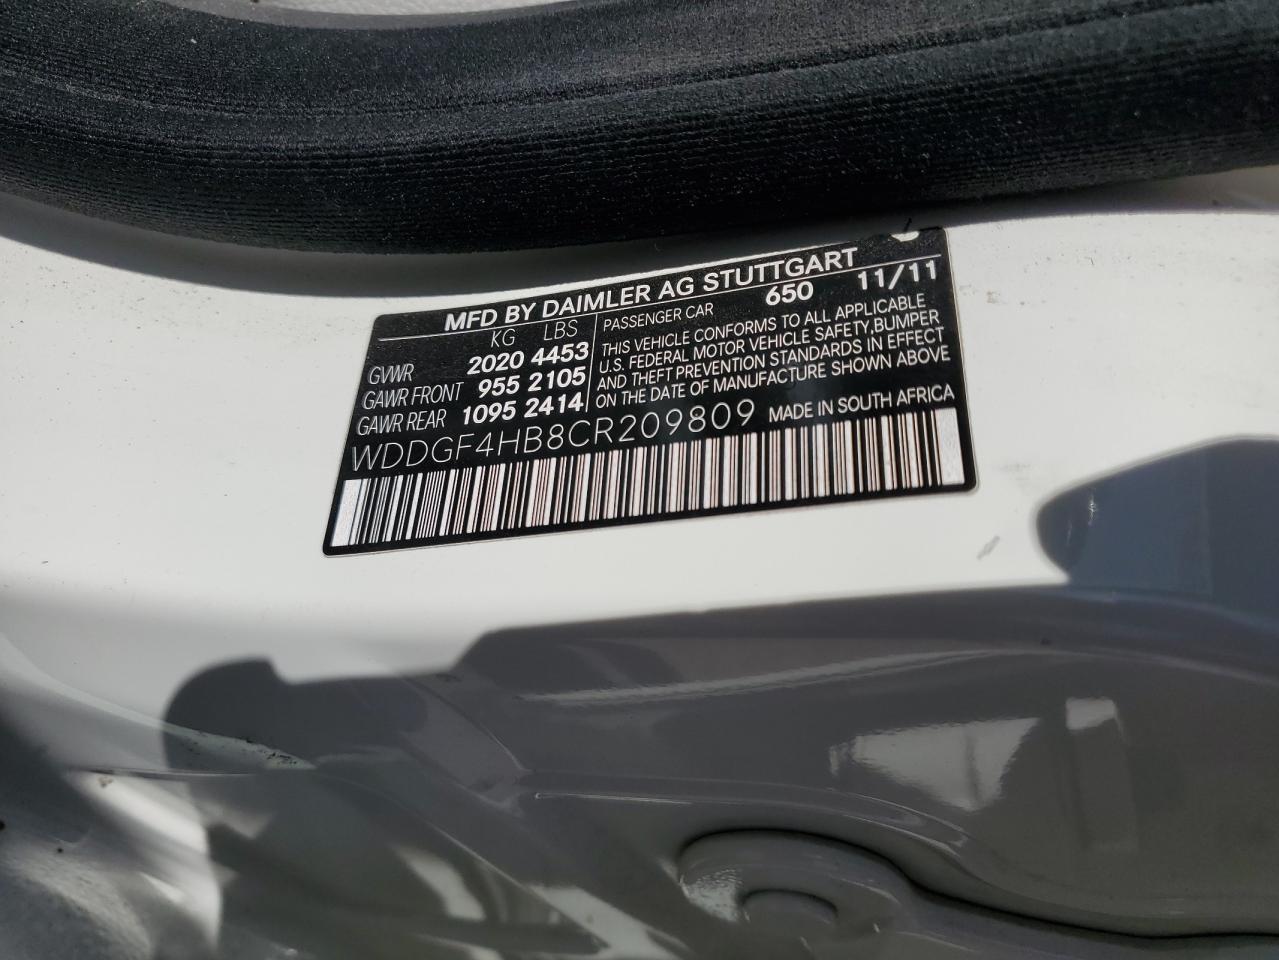 MFD BY DAIMLER AG STUTTGART
KG LBS
GVWR 2020 4453
GAWR FRONT 955 2105
GAWR REAR 1095 2414
PASSENGER CAR 650 11/11
THIS VEHICLE CONFORMS TO ALL APPLICABLE
U.S. FEDERAL MOTOR VEHICLE SAFETY,BUMPER
AND THEFT PREVENTION STANDARDS IN EFFECT
ON THE DATE OF MANUFACTURE SHOWN ABOVE
WDDGF4HB8CR209809 MADE IN SOUTH AFRICA